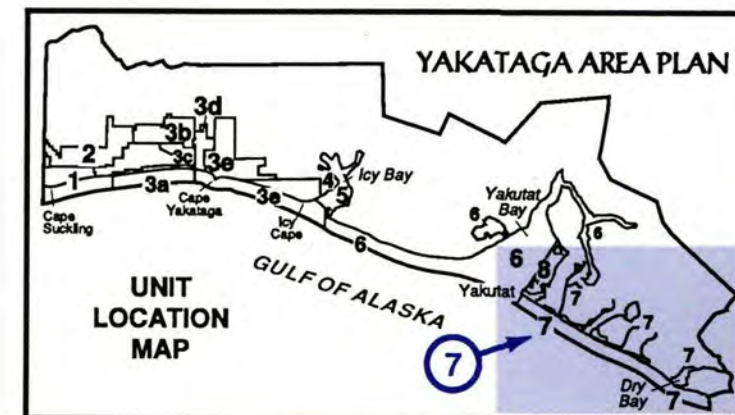 YAKATAGA AREA PLAN
3d
3b
3c
3e
2
1
3a
3e
4
5
Icy Bay
Cape
Suckling
Cape
Yakataga
Icy
Cape
6
6
Yakutat
Bay
6
6
8
7
Yakutat
7
7
7
7
Dry
Bay
GULF OF ALASKA
UNIT
LOCATION
MAP
7